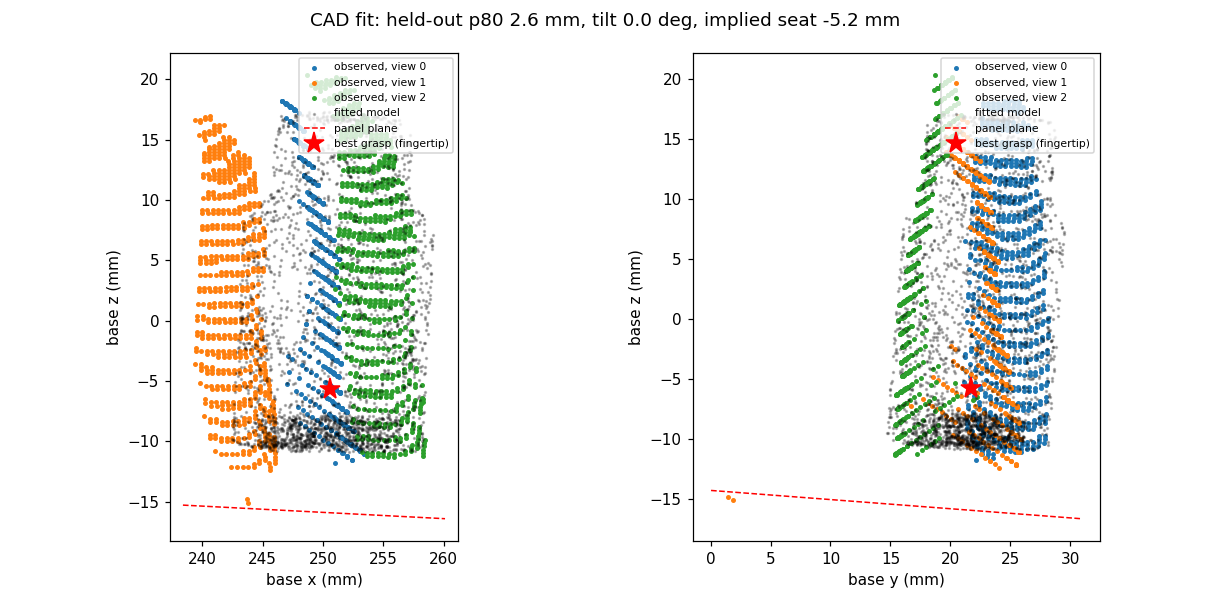 CAD fit: held-out p80 2.6 mm, tilt 0.0 deg, implied seat -5.2 mm
observed, view 0
observed, view 1
observed, view 2
fitted model
panel plane
best grasp (fingertip)
20
15
10
5
0
−5
−10
−15
base z (mm)
240
245
250
255
260
base x (mm)
observed, view 0
observed, view 1
observed, view 2
fitted model
panel plane
best grasp (fingertip)
20
15
10
5
0
−5
−10
−15
base z (mm)
0
5
10
15
20
25
30
base y (mm)